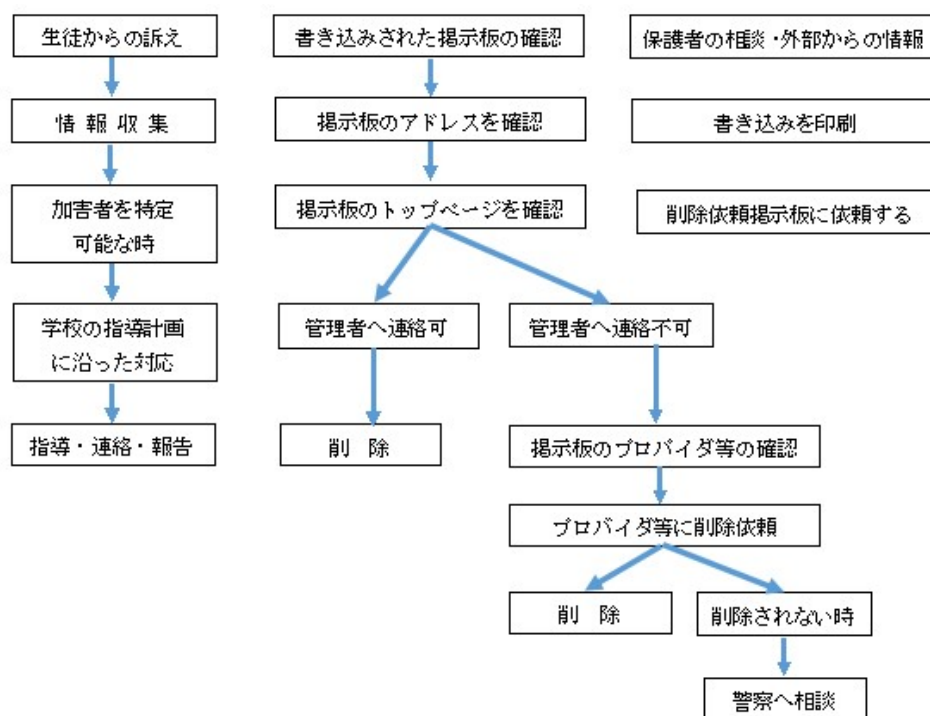 生徒からの訴え
情 報 収 集
加害者を特定
可能な時
学校の指導計画
に沿った対応
指導・連絡・報告
書き込みされた掲示板の確認
掲示板のアドレスを確認
掲示板のトップページを確認
管理者へ連絡可
削　除
管理者へ連絡不可
掲示板のプロバイダ等の確認
プロバイダ等に削除依頼
削　除
削除されない時
警察へ相談
保護者の相談・外部からの情報
書き込みを印刷
削除依頼掲示板に依頼する